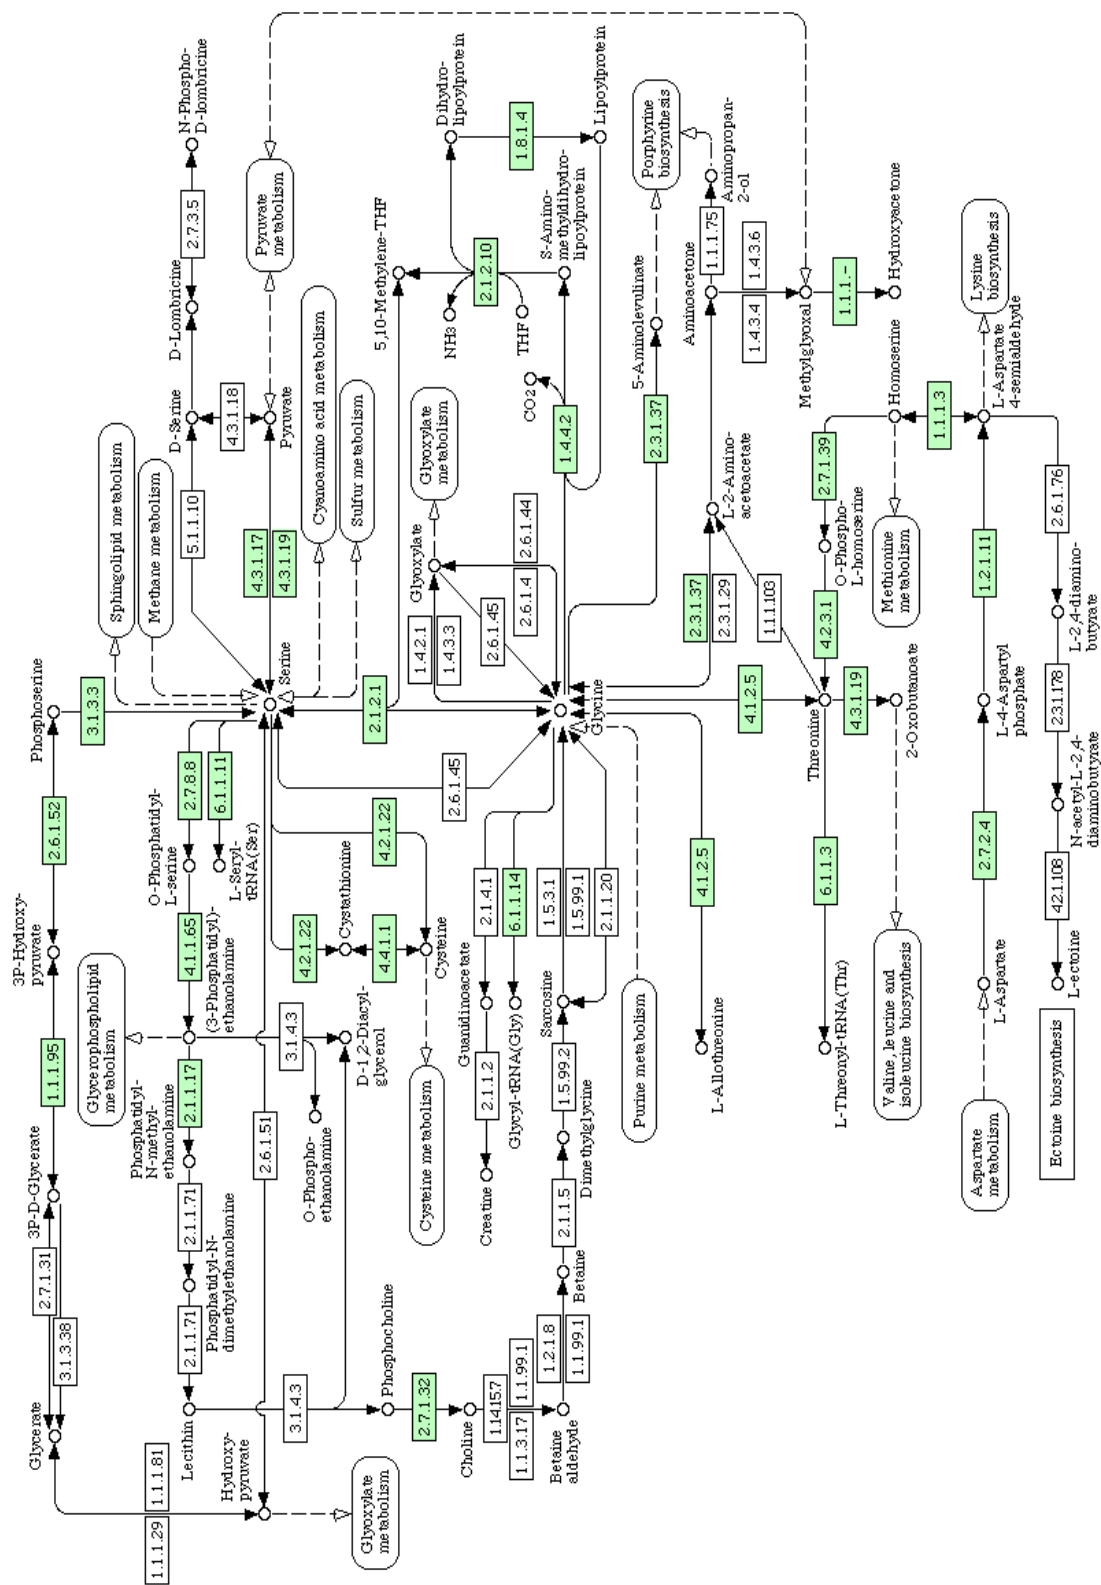 Glycerate
2.7.1.31
3.1.3.38
3P-D-Glycerate
1.1.1.95
3P-Hydroxy-
pyruvate
2.6.1.52
Phosphoserine
3.1.3.3
1.1.1.29
1.1.1.81
Glycerophospholipid
metabolism
Sphingolipid metabolism
Methane metabolism
Lecithin
2.1.1.71
Phosphatidyl-N-
dimethylethanolamine
2.1.1.71
Phosphatidyl-
N-methyl-
ethanolamine
2.1.1.17
(3-Phosphatidyl)-
ethanolamine
4.1.1.65
O-Phosphatidyl-
L-serine
2.7.8.8
6.1.1.11
L-Seryl-
tRNA(Ser)
5.1.1.10
D-Serine
D-Lombricine
2.7.3.5
N-Phospho-
D-lombricine
4.3.1.18
Hydroxy-
pyruvate
2.6.1.51
Serine
4.3.1.17
4.3.1.19
Pyruvate
Pyruvate
metabolism
Cyanoamino acid metabolism
Sulfur metabolism
Glyoxylate
metabolism
3.1.4.3
3.1.4.3
O-Phospho-
ethanolamine
D-1,2-Diacyl-
glycerol
4.2.1.22
Cystathionine
4.4.1.1
4.2.1.22
Cysteine
Cysteine metabolism
2.1.2.1
2.6.1.45
5,10-Methylene-THF
Phosphocholine
2.7.1.32
Choline
1.14.15.7
1.1.3.17
1.1.99.1
Betaine
aldehyde
1.2.1.8
1.1.99.1
Betaine
2.1.1.5
Dimethylglycine
1.5.99.2
Sarcosine
1.5.3.1
1.5.99.1
2.1.1.20
Creatine
2.1.1.2
Guanidinoacetate
2.1.4.1
Glycyl-tRNA(Gly)
6.1.1.14
Purine metabolism
Glycine
1.4.2.1
1.4.3.3
Glyoxylate
Glyoxylate
metabolism
2.6.1.45
2.6.1.4
2.6.1.44
NH3
2.1.2.10
THF
Dihydro-
lipoylprotein
1.8.1.4
Lipoylprotein
S-Amino-
methyldihydro-
lipoylprotein
CO2
1.4.4.2
2.3.1.37
5-Aminolevulinate
Porphyrine
biosynthesis
L-Allothreonine
4.1.2.5
2.3.1.37
2.3.1.29
L-2-Amino-
acetoacetate
Aminoacetone
1.1.1.75
Aminopropan-
2-ol
1.4.3.4
1.4.3.6
4.1.2.5
1.1.1.103
Methylglyoxal
1.1.1.-
Hydroxyacetone
L-Threonyl-tRNA(Thr)
6.1.1.3
Threonine
4.2.3.1
O-Phospho-
L-homoserine
2.7.1.39
Homoserine
4.3.1.19
2-Oxobutanoate
Valine, leucine and
isoleucine biosynthesis
Methionine
metabolism
1.1.1.3
Aspartate
metabolism
L-Aspartate
2.7.2.4
L-4-Aspartyl
phosphate
1.2.1.11
L-Aspartate
4-semialdehyde
Lysine
biosynthesis
Ectoine biosynthesis
L-ectoine
4.2.1.108
N-acetyl-L-2,4-
diaminobutyrate
2.3.1.178
L-2,4-diamino-
butyrate
2.6.1.76